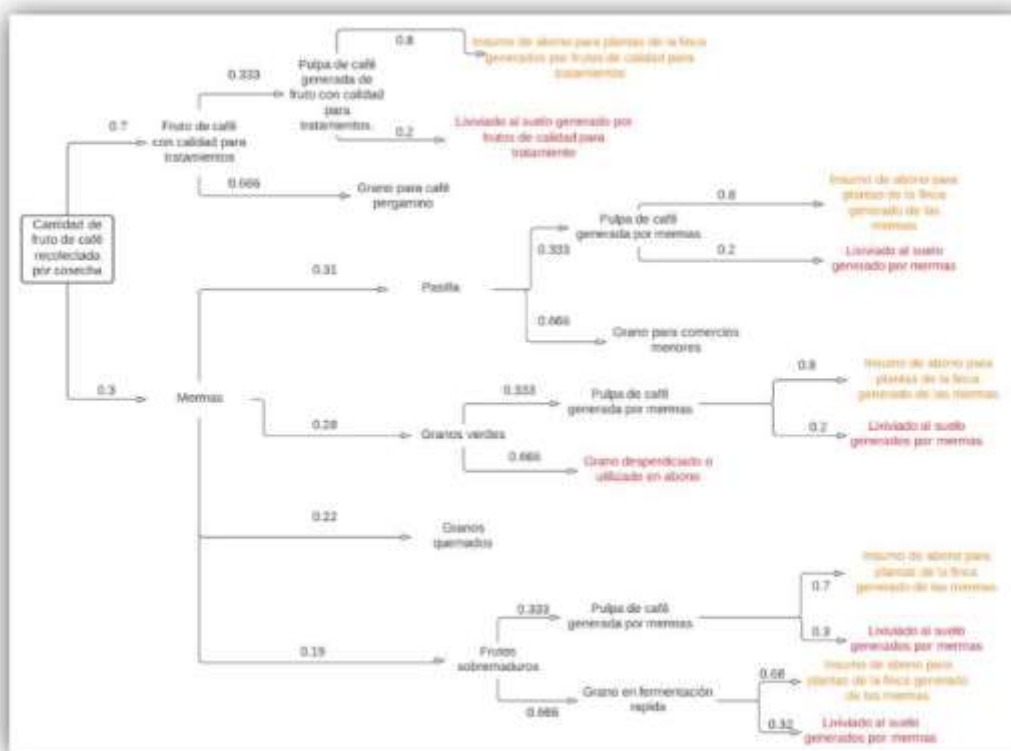 0.8
Insumo de abono para plantas de la finca
generados por frutos de calidad para
tratamientos
Pulpa de café
generada de
fruto con calidad
para
tratamientos.
0.333
0.7
Fruto de café
con calidad para
tratamientos
0.2
Lixiviado al suelo generado por
frutos de calidad para
tratamiento
0.666
Grano para café
pergamino
Cantidad de
fruto de café
recolectada
por cosecha
0.31
Pasilla
0.333
Pulpa de café
generada por mermas
0.8
Insumo de abono para
plantas de la finca
generado de las
mermas
0.2
Lixiviado al suelo
generado por mermas
0.666
Grano para comercios
menores
0.3
Mermas
0.28
Granos verdes
0.333
Pulpa de café
generada por mermas
0.8
Insumo de abono para
plantas de la finca
generado de las mermas
0.2
Lixiviado al suelo
generados por mermas
0.666
Grano desperdiciado o
utilizado en abono
0.22
Granos
quemados
0.19
Frutos
sobremaduros
0.333
Pulpa de café
generada por mermas
0.7
Insumo de abono para
plantas de la finca
generado de las mermas
0.3
Lixiviado al suelo
generados por mermas
0.666
Grano en fermentación
rapida
0.68
Insumo de abono para
plantas de la finca generado
de las mermas
0.32
Lixiviado al suelo
generados por mermas